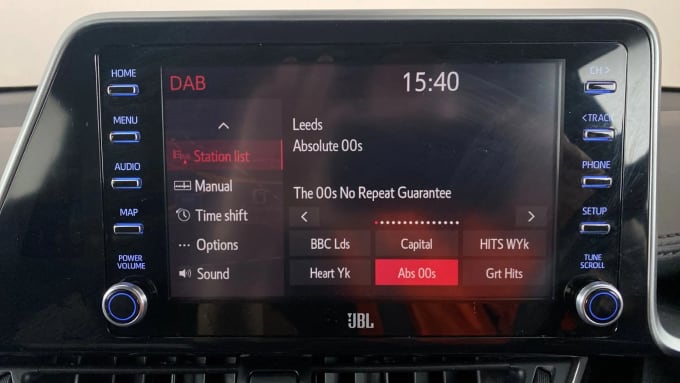 HOME
MENU
AUDIO
MAP
POWER
VOLUME
DAB
15:40
Station list
Manual
Time shift
Options
Sound
Leeds
Absolute 00s
The 00s No Repeat Guarantee
BBC Lds
Capital
HITS WYk
Heart Yk
Abs 00s
Grt Hits
CH >
< TRACK
PHONE
SETUP
TUNE
SCROLL
JBL